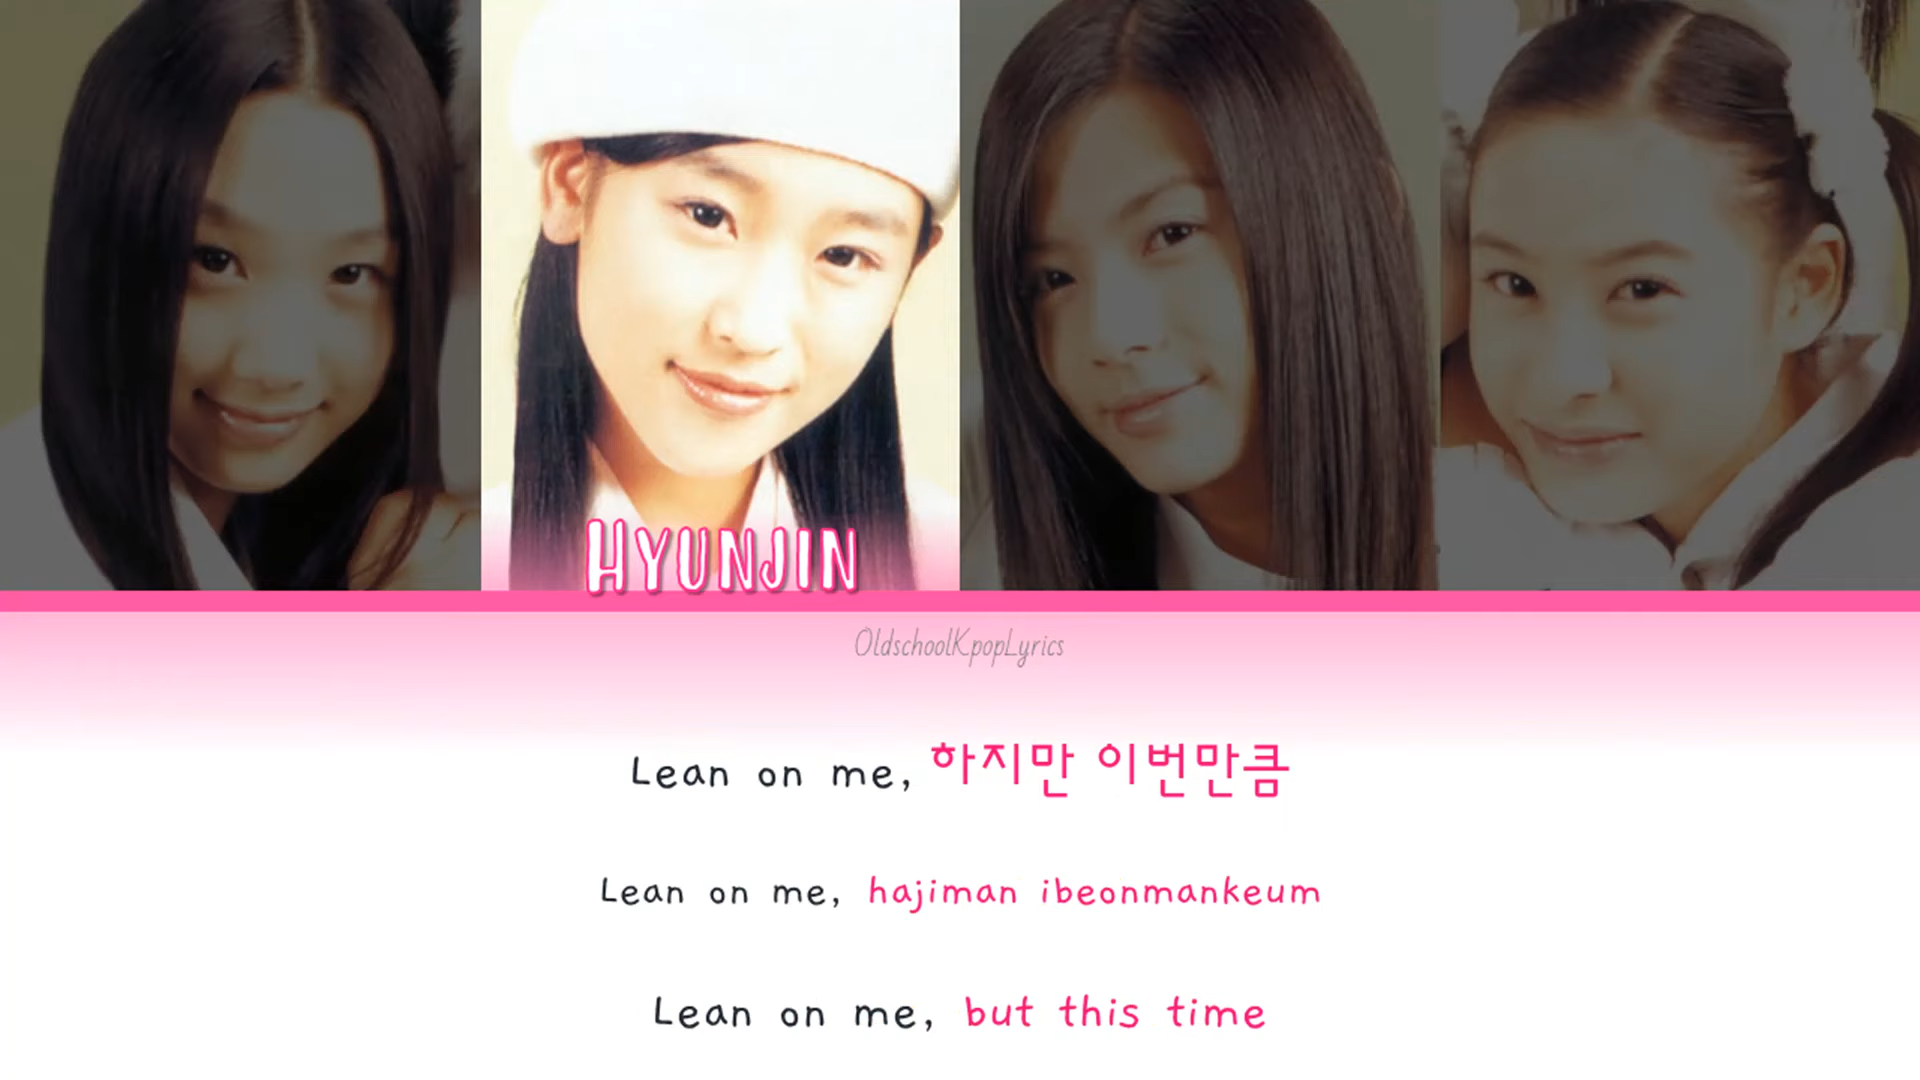 HYUNJIN
OldschoolKpopLyrics
Lean on me, 하지만 이번만큼
Lean on me, hajiman ibeonmankeum
Lean on me, but this time